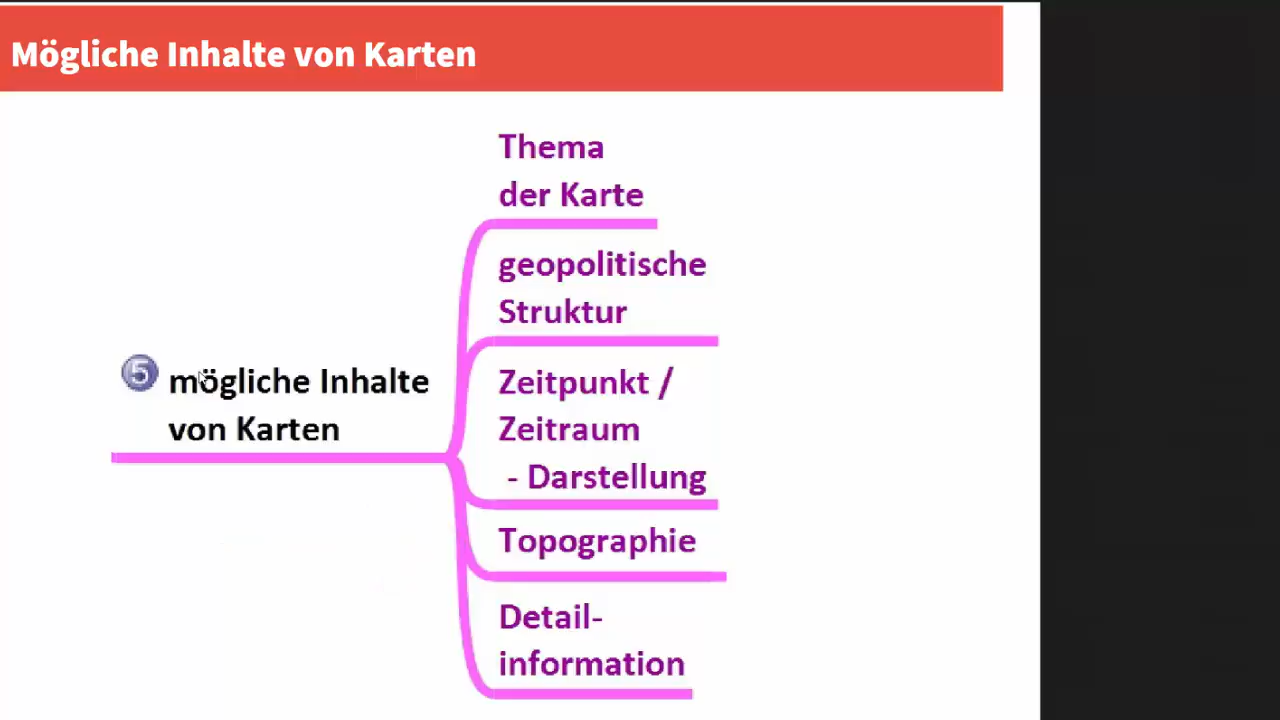 Mögliche Inhalte von Karten
Thema
der Karte
geopolitische
Struktur
5 mögliche Inhalte
von Karten
Zeitpunkt /
Zeitraum
- Darstellung
Topographie
Detail-
information